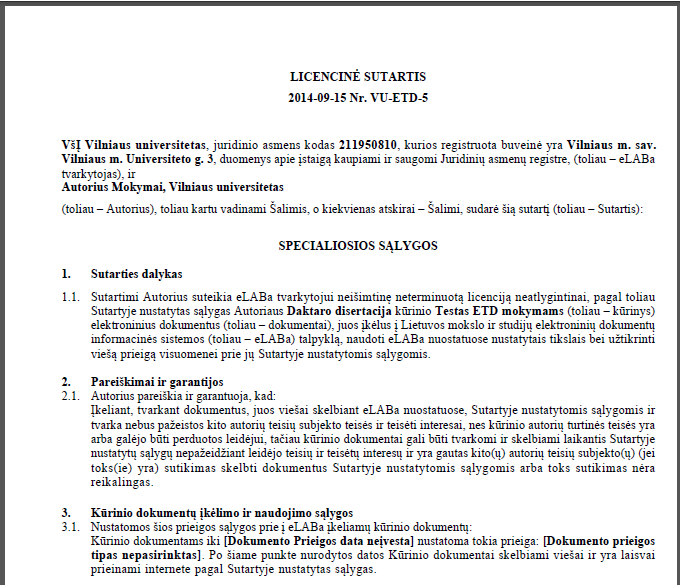 LICENCINĖ SUTARTIS
2014-09-15 Nr. VU-ETD-5
VšĮ Vilniaus universitetas, juridinio asmens kodas 211950810, kurios registruota buveinė yra Vilniaus m. sav.
Vilniaus m. Universiteto g. 3, duomenys apie įstaigą kaupiami ir saugomi Juridinių asmenų registre, (toliau – eLABa
tvarkytojas), ir
Autorius Mokymai, Vilniaus universitetas
(toliau – Autorius), toliau kartu vadinami Šalimis, o kiekvienas atskirai – Šalimi, sudarė šią sutartį (toliau – Sutartis):
SPECIALIOSIOS SĄLYGOS
1. Sutarties dalykas
1.1. Sutartimi Autorius suteikia eLABa tvarkytojui neišimtinę neterminuotą licenciją neatlygintinai, pagal toliau
Sutartyje nustatytas sąlygas Autoriaus Daktaro disertacija kūrinio Testas ETD mokymams (toliau – kūrinys)
elektroninius dokumentus (toliau – dokumentai), juos įkėlus į Lietuvos mokslo ir studijų elektroninių dokumentų
informacinės sistemos (toliau – eLABa) talpyklą, naudoti eLABa nuostatuose nustatytais tikslais bei užtikrinti
viešą prieigą visuomenei prie jų Sutartyje nustatytomis sąlygomis.
2. Pareiškimai ir garantijos
2.1. Autorius pareiškia ir garantuoja, kad:
Įkeliant, tvarkant dokumentus, juos viešai skelbiant eLABa nuostatuose, Sutartyje nustatytomis sąlygomis ir
tvarka nebus pažeistos kito autorių teisių subjekto teisės ir teisėti interesai, nes kūrinio autorių turtinės teisės yra
arba galėjo būti perduotos leidėjui, tačiau kūrinio dokumentai gali būti tvarkomi ir skelbiami laikantis Sutartyje
nustatytų sąlygų nepažeidžiant leidėjo teisių ir teisėtų interesų ir yra gautas kito(ų) autorių teisių subjekto(ų) (jei
toks(ie) yra) sutikimas skelbti dokumentus Sutartyje nustatytomis sąlygomis arba toks sutikimas nėra
reikalingas.
3. Kūrinio dokumentų įkėlimo ir naudojimo sąlygos
3.1. Nustatomos šios prieigos sąlygos prie į eLABa įkeliamų kūrinio dokumentų:
Kūrinio dokumentams iki [Dokumento Prieigos data neįvesta] nustatoma tokia prieiga: [Dokumento prieigos
tipas nepasirinktas]. Po šiame punkte nurodytos datos Kūrinio dokumentai skelbiami viešai ir yra laisvai
prieinami internete pagal Sutartyje nustatytas sąlygas.